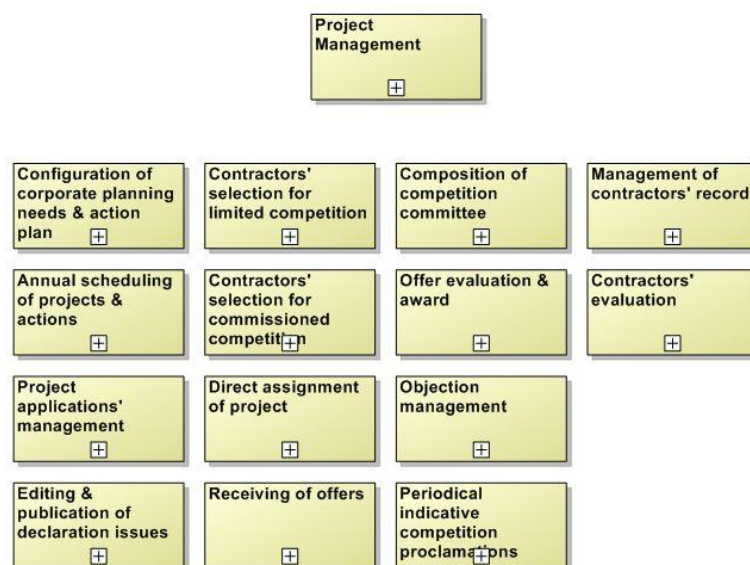 Project
Management
Configuration of
corporate planning
needs & action
plan
Contractors'
selection for
limited competition
Composition of
competition
committee
Management of
contractors' record
Annual scheduling
of projects &
actions
Contractors'
selection for
commissioned
competition
Offer evaluation &
award
Contractors'
evaluation
Project
applications'
management
Direct assignment
of project
Objection
management
Editing &
publication of
declaration issues
Receiving of offers
Periodical
indicative
competition
proclamations